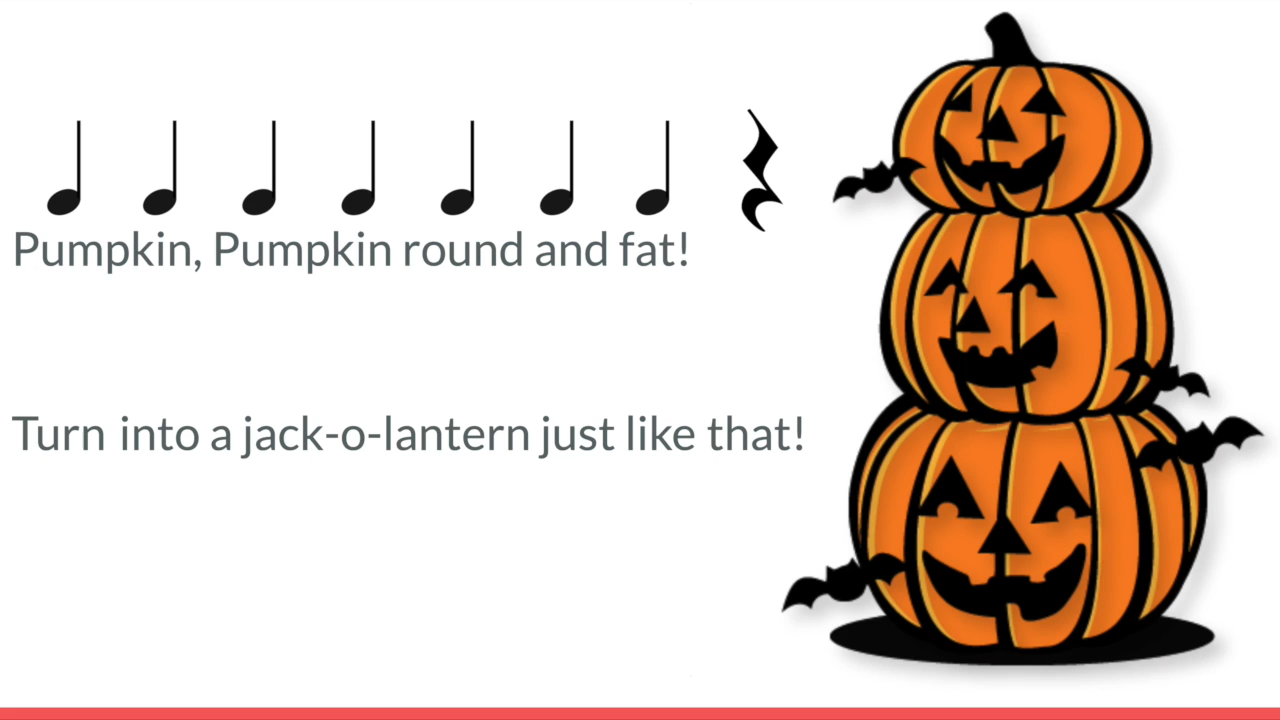 Pumpkin, Pumpkin round and fat!
Turn into a jack-o-lantern just like that!